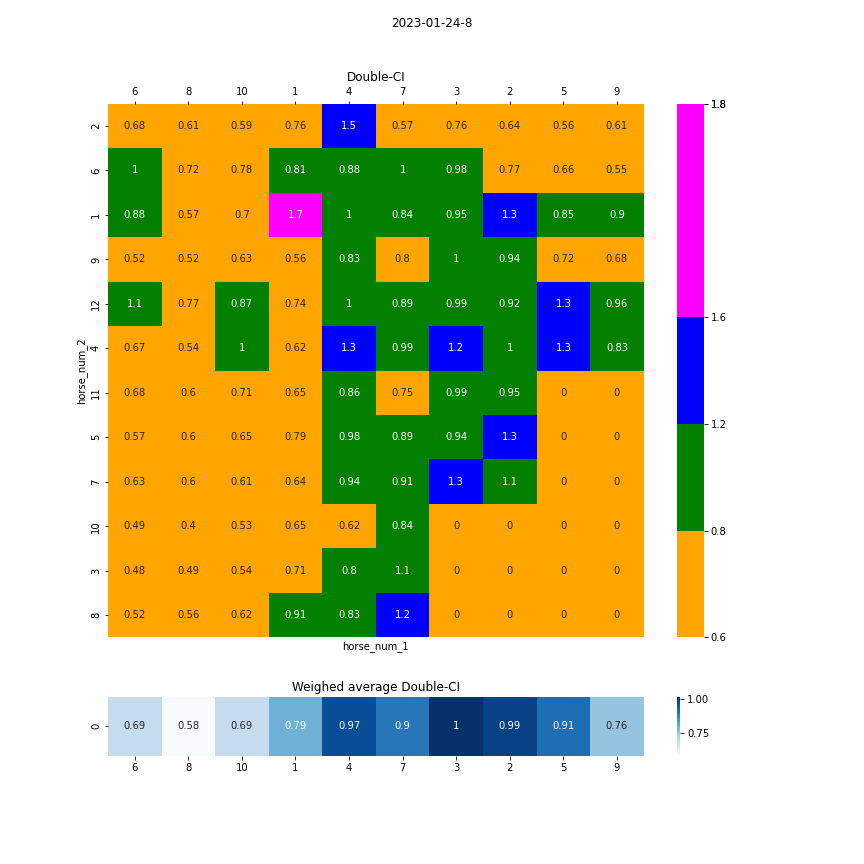 2023-01-24-8
Double-CI
6 8 10 1 4 7 3 2 5 9
2 0.68 0.61 0.59 0.76 1.5 0.57 0.76 0.64 0.56 0.61
6 1 0.72 0.78 0.81 0.88 1 0.98 0.77 0.66 0.55
1 0.88 0.57 0.7 1.7 1 0.84 0.95 1.3 0.85 0.9
9 0.52 0.52 0.63 0.56 0.83 0.8 1 0.94 0.72 0.68
12 1.1 0.77 0.87 0.74 1 0.89 0.99 0.92 1.3 0.96
4 0.67 0.54 1 0.62 1.3 0.99 1.2 1 1.3 0.83
11 0.68 0.6 0.71 0.65 0.86 0.75 0.99 0.95 0 0
5 0.57 0.6 0.65 0.79 0.98 0.89 0.94 1.3 0 0
7 0.63 0.6 0.61 0.64 0.94 0.91 1.3 1.1 0 0
10 0.49 0.4 0.53 0.65 0.62 0.84 0 0 0 0
3 0.48 0.49 0.54 0.71 0.8 1.1 0 0 0 0
8 0.52 0.56 0.62 0.91 0.83 1.2 0 0 0 0
horse_num_2
horse_num_1
1.8
1.6
1.2
0.8
0.6
Weighed average Double-CI
0 0.69 0.58 0.69 0.79 0.97 0.9 1 0.99 0.91 0.76
6 8 10 1 4 7 3 2 5 9
1.00
0.75